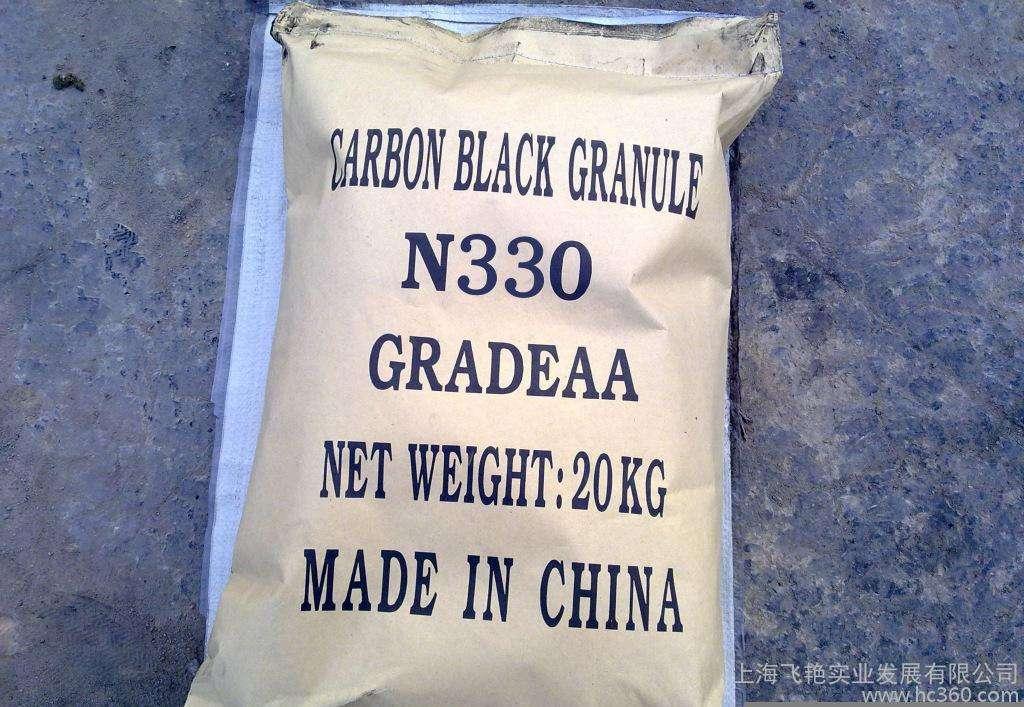 CARBON BLACK GRANULE
N330
GRADEAA
NET WEIGHT:20KG
MADE IN CHINA
上海飞艳实业发展有限公司
www.hc360.com